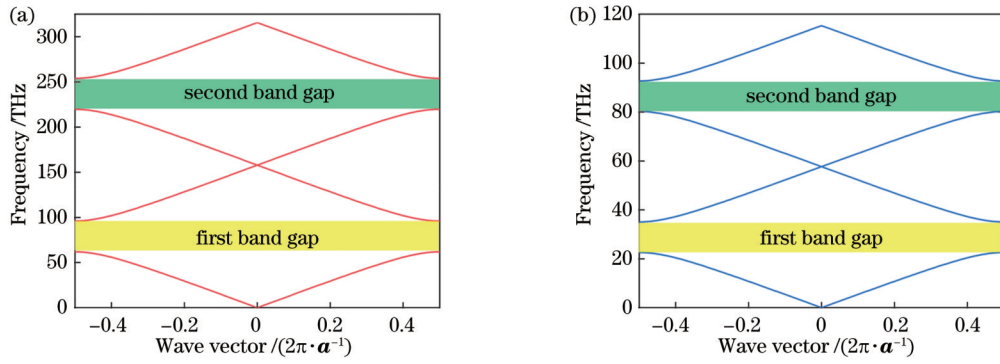 (a)
Frequency /THz
300
250
200
150
100
50
0
second band gap
first band gap
−0.4 −0.2 0 0.2 0.4
Wave vector /(2π·a⁻¹)
(b)
Frequency /THz
120
100
80
60
40
20
0
second band gap
first band gap
−0.4 −0.2 0 0.2 0.4
Wave vector /(2π·a⁻¹)